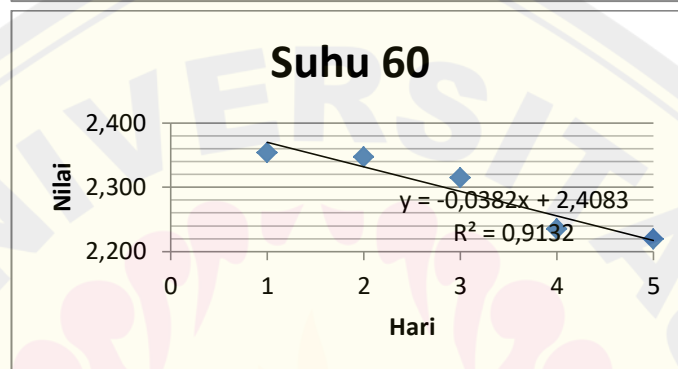 Suhu 60
Nilai
2,400
2,300
2,200
y = -0,0382x + 2,4083
R² = 0,9132
0 1 2 3 4 5
Hari